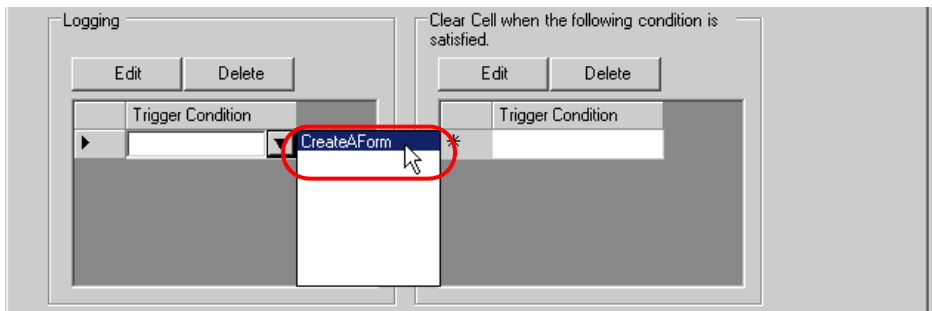 Logging
Edit
Delete
Trigger Condition
CreateAForm
Clear Cell when the following condition is
satisfied.
Edit
Delete
Trigger Condition